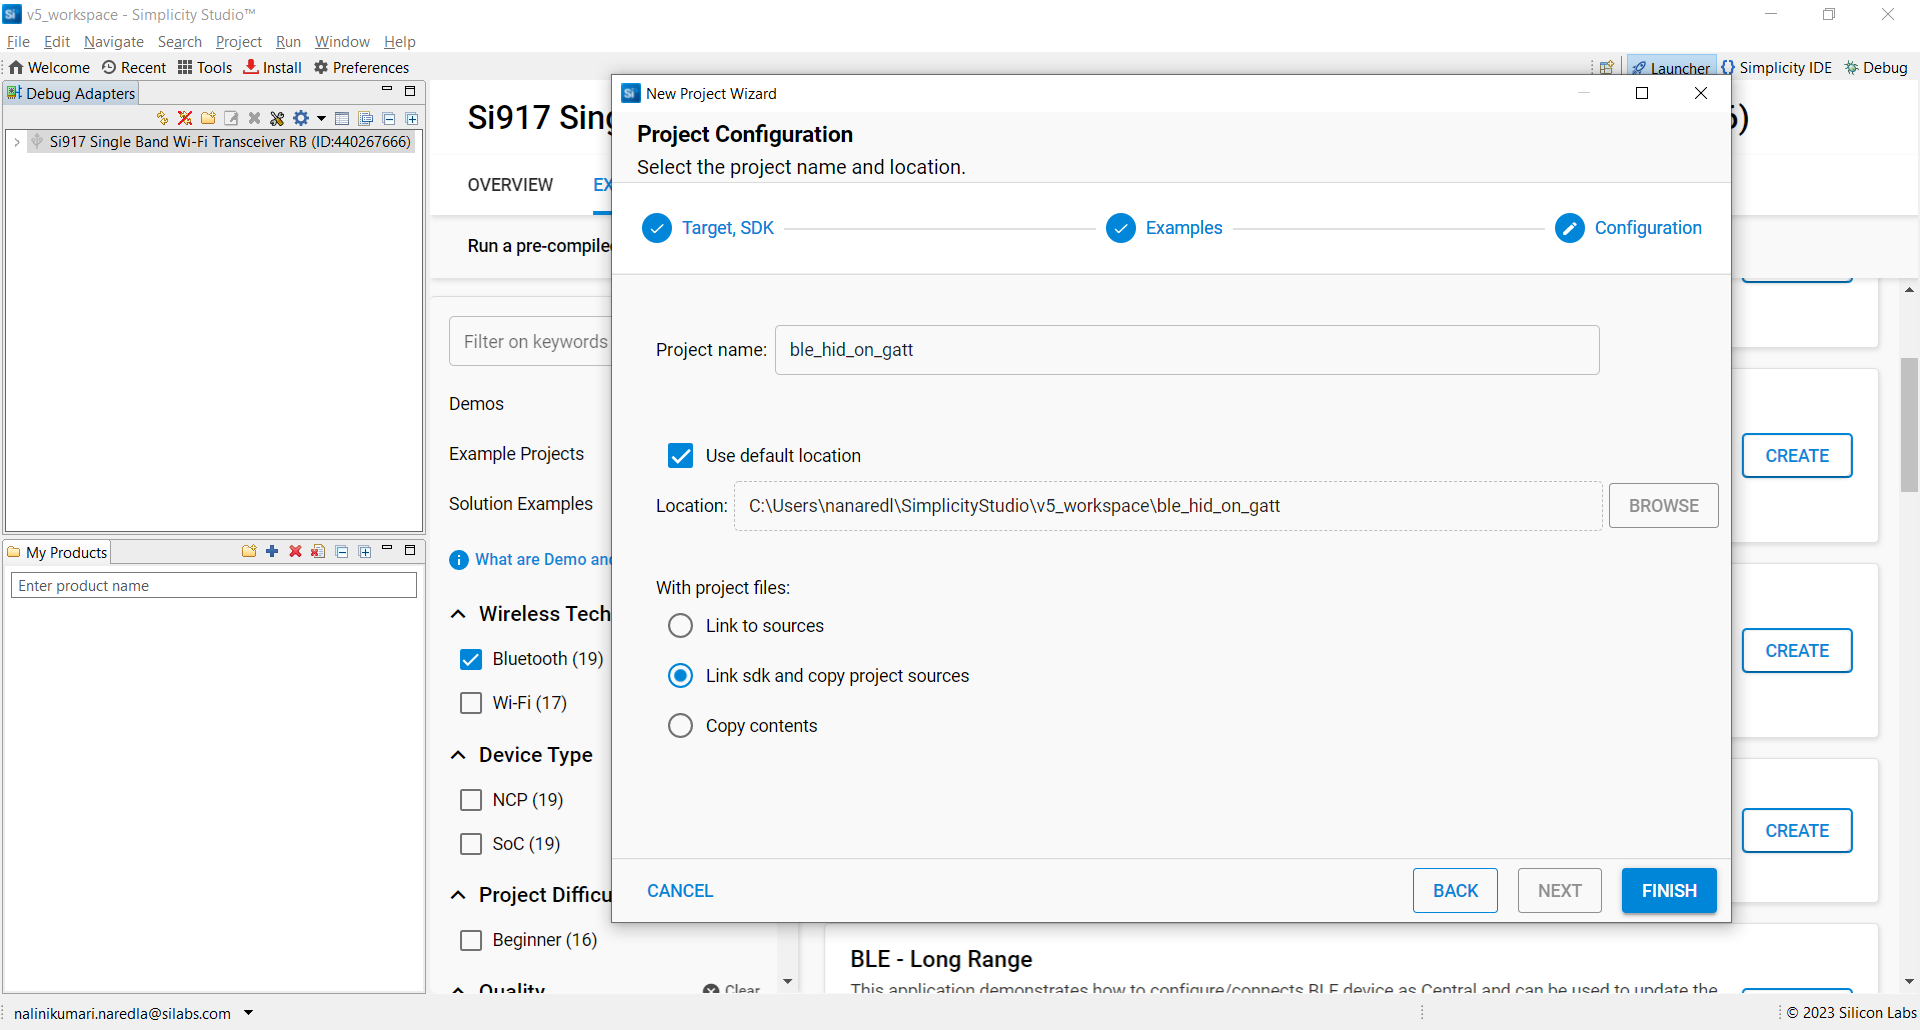 v5_workspace - Simplicity Studio™
File Edit Navigate Search Project Run Window Help
Welcome Recent Tools Install Preferences
Launcher Simplicity IDE Debug
Debug Adapters
Si917 Single Band Wi-Fi Transceiver RB (ID:440267666)
My Products
Enter product name
Si917 Sing
OVERVIEW EX
Run a pre-compiled
Filter on keywords
Demos
Example Projects
Solution Examples
What are Demo and
Wireless Tech
Bluetooth (19)
Wi-Fi (17)
Device Type
NCP (19)
SoC (19)
Project Difficu
Beginner (16)
Quality
Clear
New Project Wizard
Project Configuration
Select the project name and location.
Target, SDK Examples Configuration
Project name: ble_hid_on_gatt
Use default location
Location: C:\Users\nanaredl\SimplicityStudio\v5_workspace\ble_hid_on_gatt BROWSE
With project files:
Link to sources
Link sdk and copy project sources
Copy contents
CANCEL BACK NEXT FINISH
CREATE
CREATE
CREATE
BLE - Long Range
This application demonstrates how to configure/connects BLE device as Central and can be used to update the
nalinikumari.naredla@silabs.com
© 2023 Silicon Labs